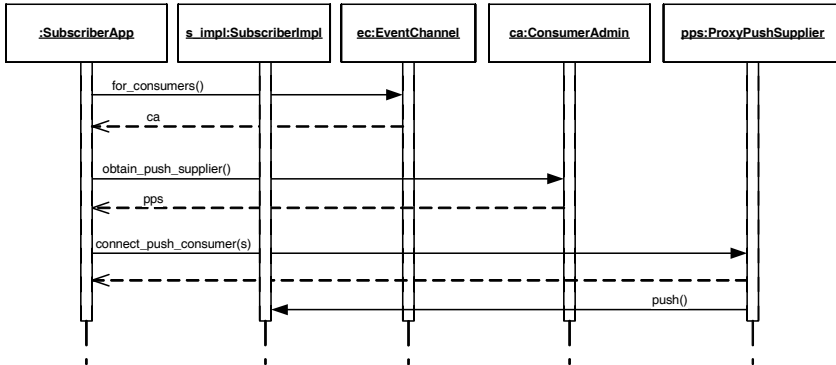 :SubscriberApp
s_impl:SubscriberImpl
ec:EventChannel
ca:ConsumerAdmin
pps:ProxyPushSupplier
for_consumers()
ca
obtain_push_supplier()
pps
connect_push_consumer(s)
push()